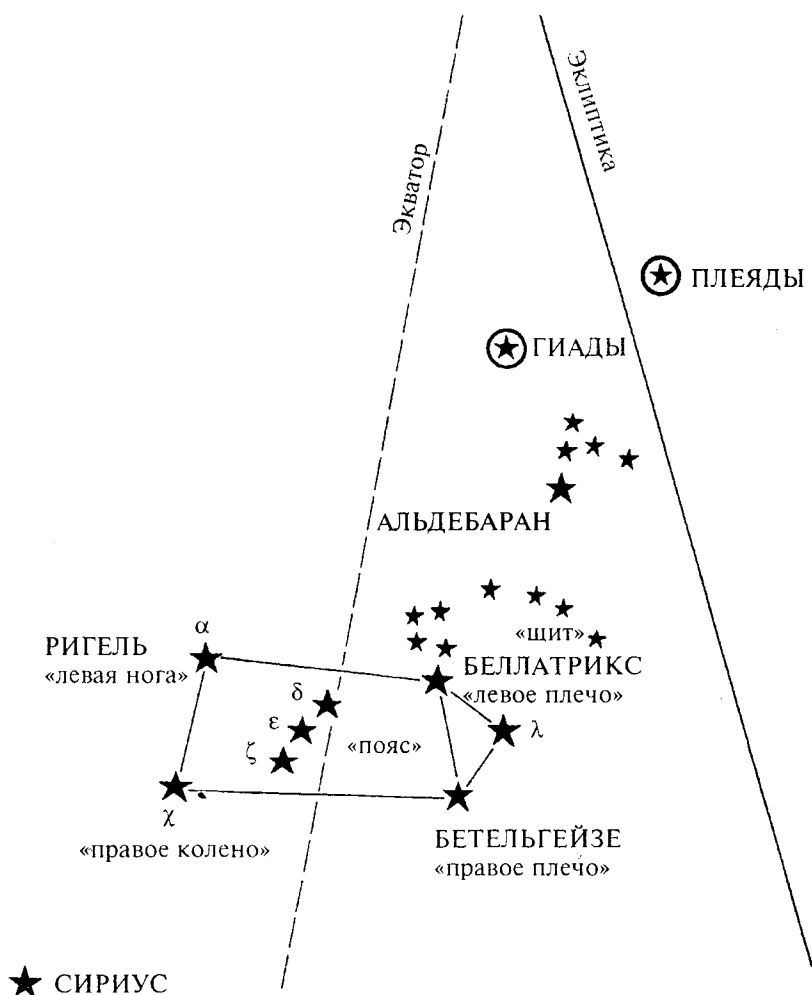 Эклиптика
Экватор
ПЛЕЯДЫ
ГИАДЫ
АЛЬДЕБАРАН
«щит»
α
РИГЕЛЬ
«левая нога»
БЕЛЛАТРИКС
«левое плечо»
δ
ε
ζ
«пояс»
λ
χ
«правое колено»
БЕТЕЛЬГЕЙЗЕ
«правое плечо»
СИРИУС